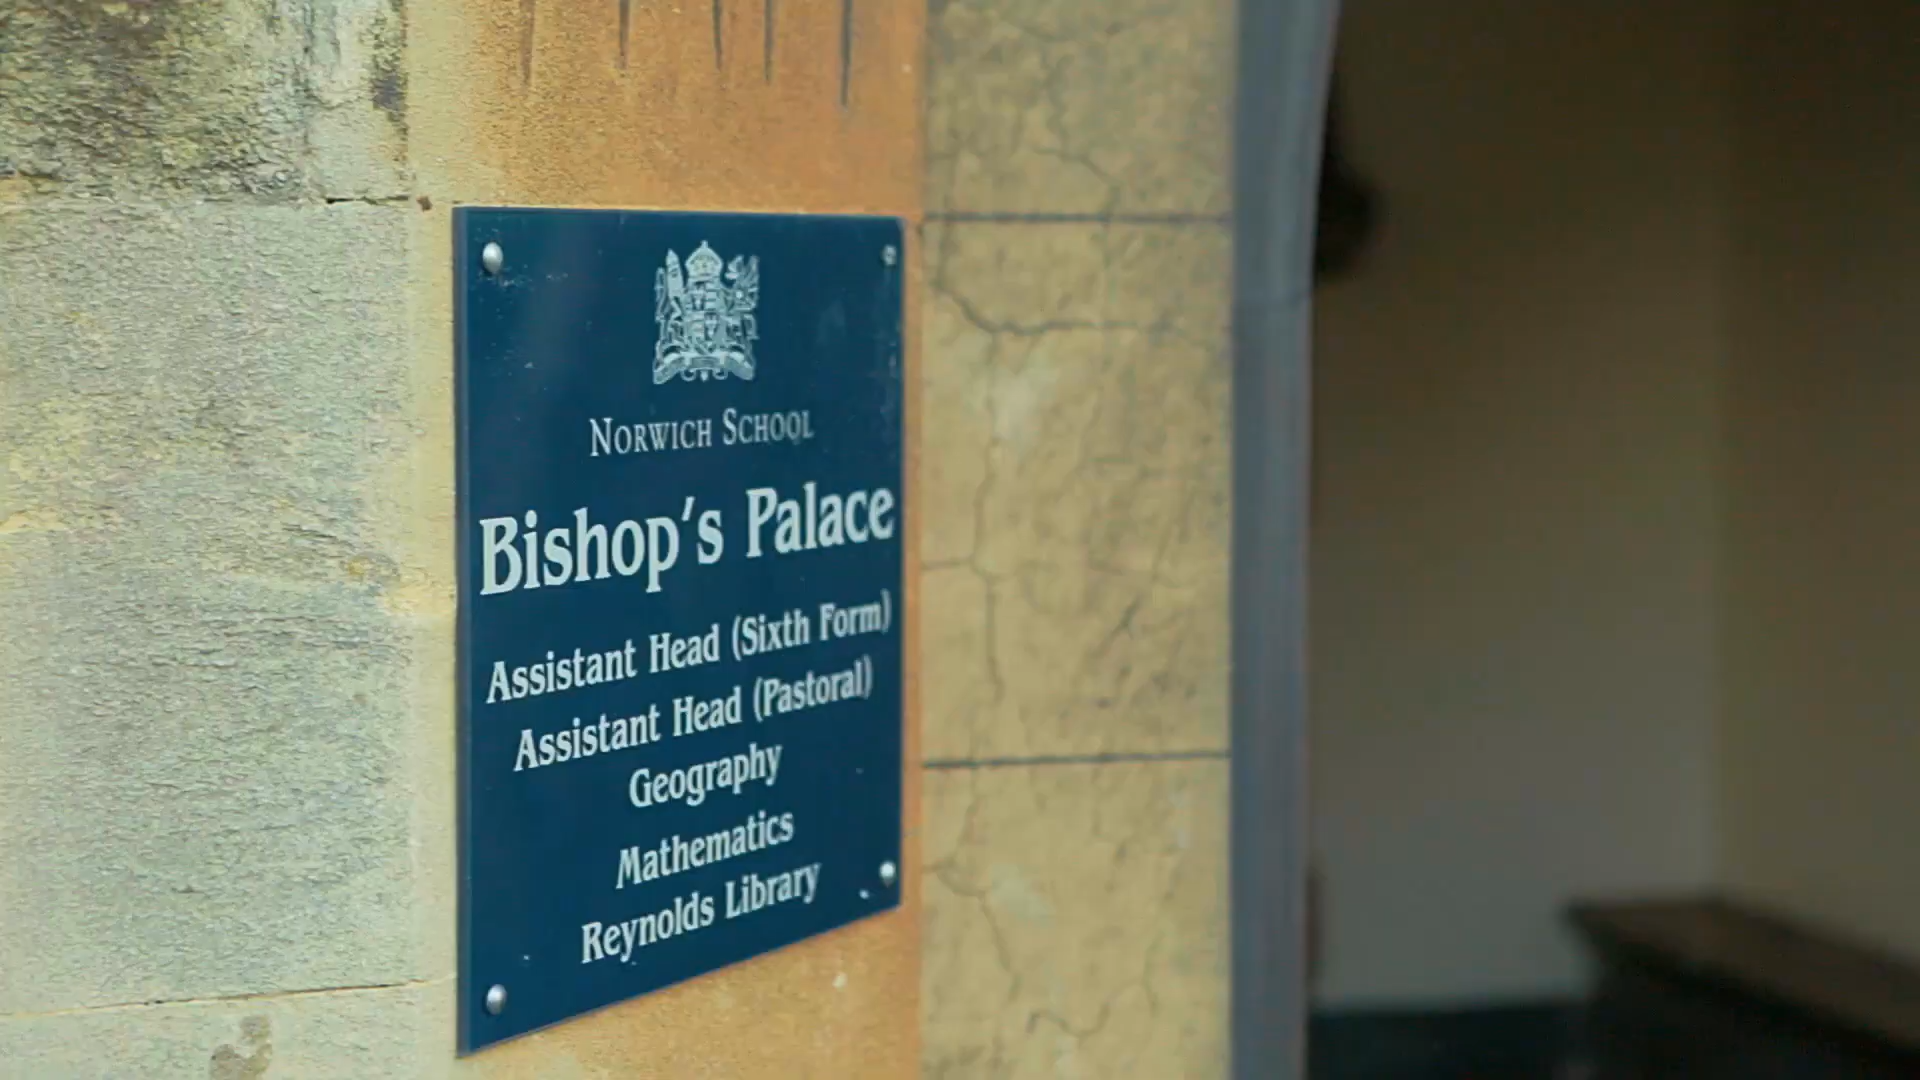 Norwich School
Bishop's Palace
Assistant Head (Sixth Form)
Assistant Head (Pastoral)
Geography
Mathematics
Reynolds Library